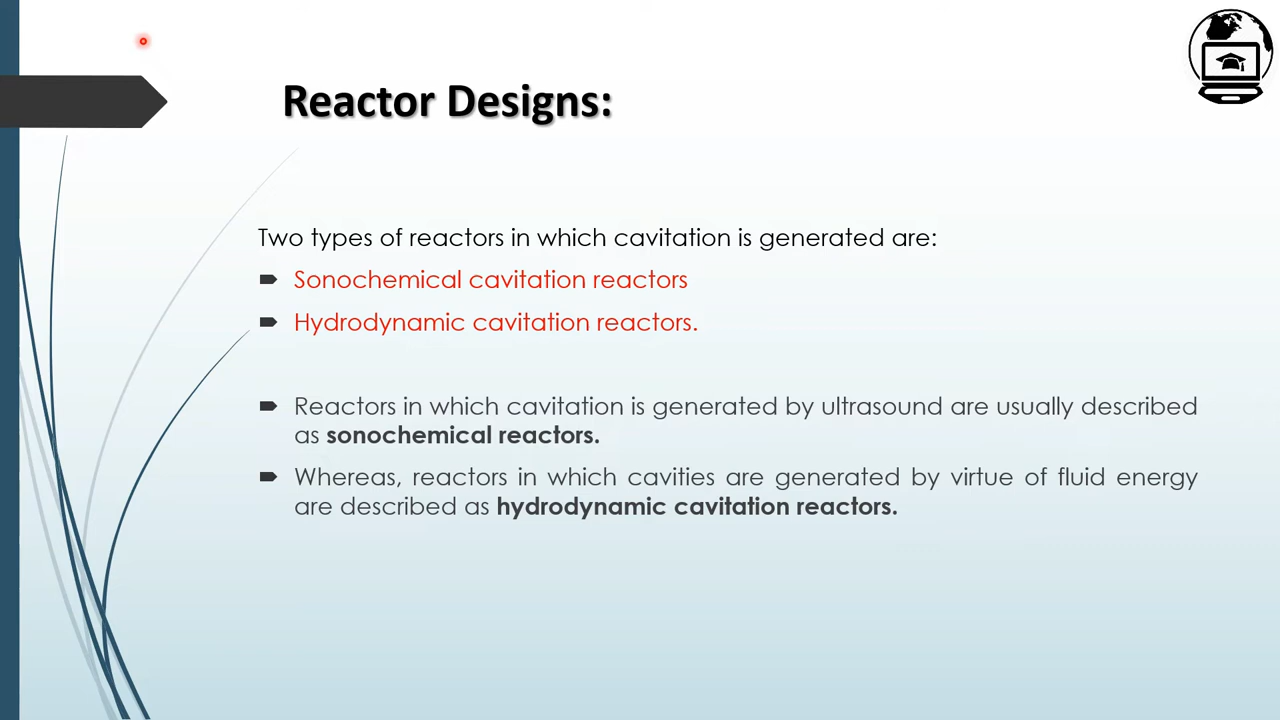 Reactor Designs:
Two types of reactors in which cavitation is generated are:
Sonochemical cavitation reactors
Hydrodynamic cavitation reactors.
Reactors in which cavitation is generated by ultrasound are usually described
as sonochemical reactors.
Whereas, reactors in which cavities are generated by virtue of fluid energy
are described as hydrodynamic cavitation reactors.